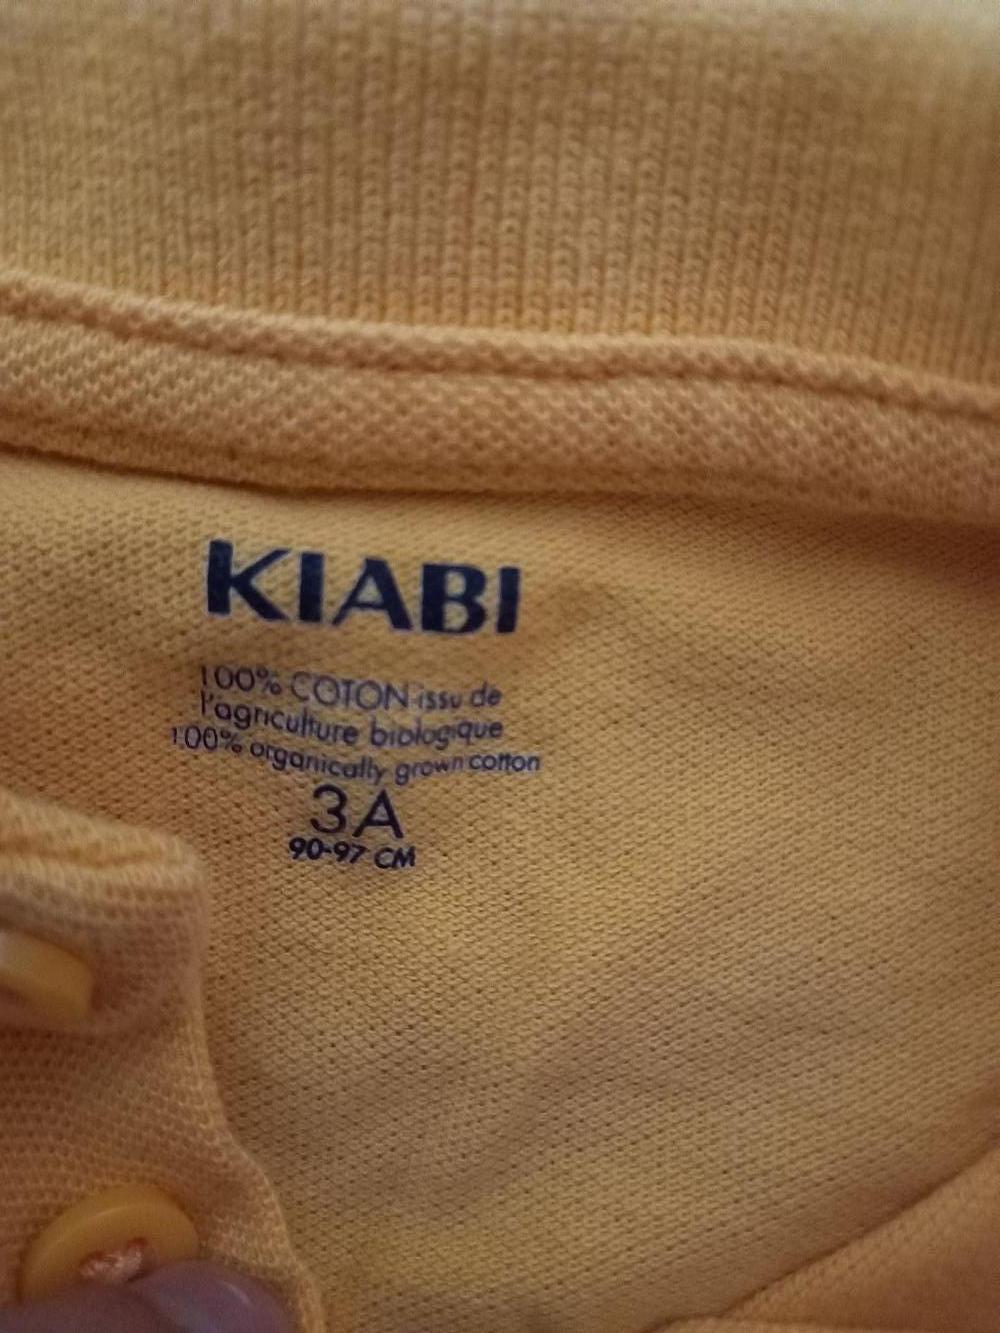 KIABI
100% COTON issu de
l'agriculture biologique
100% organically grown cotton
3A
90-97 CM